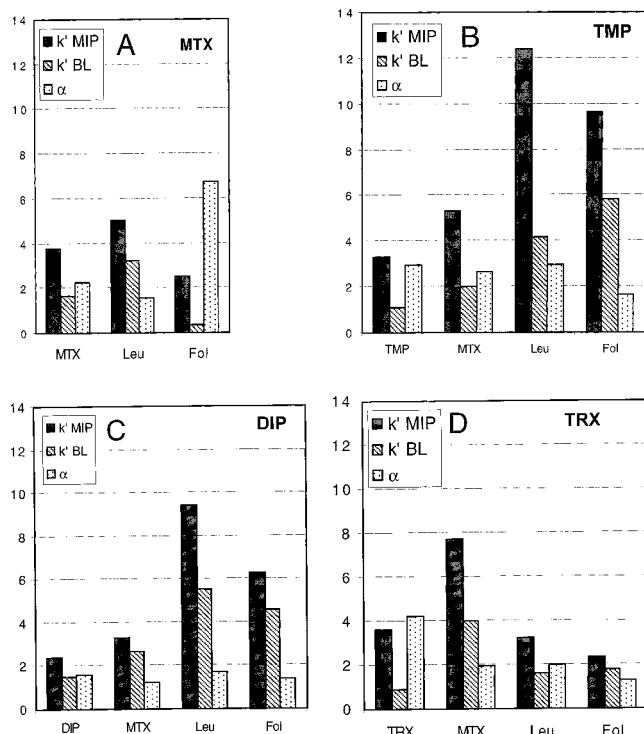 14
12
10
8
6
4
2
0
k' MIP
k' BL
α
A
MTX
MTX Leu Fol
14
12
10
8
6
4
2
0
k' MIP
k' BL
α
B
TMP
TMP MTX Leu Fol
14
12
10
8
6
4
2
0
k' MIP
k' BL
α
C
DIP
DIP MTX Leu Fol
14
12
10
8
6
4
2
0
k' MIP
k' BL
α
D
TRX
TRX MTX Leu Fol